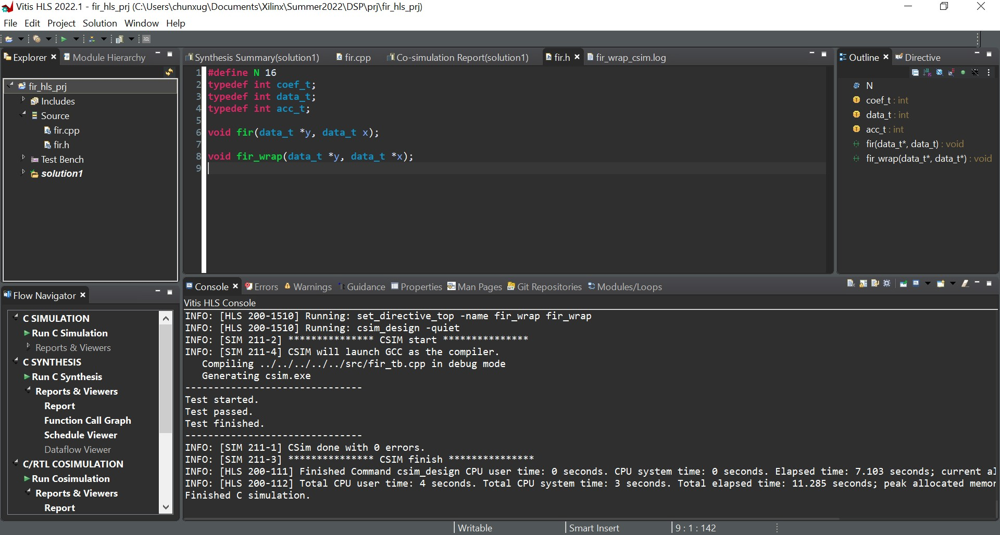 Vitis HLS 2022.1 - fir_hls_prj (C:\Users\chunxug\Documents\Xilinx\Summer2022\DSP\prj\fir_hls_prj)
File Edit Project Solution Window Help
Explorer Module Hierarchy
fir_hls_prj
Includes
Source
fir.cpp
fir.h
Test Bench
solution1
Synthesis Summary(solution1) fir.cpp Co-simulation Report(solution1) fir.h fir_wrap_csim.log
1 #define N 16
2 typedef int coef_t;
3 typedef int data_t;
4 typedef int acc_t;
5
6 void fir(data_t *y, data_t x);
7
8 void fir_wrap(data_t *y, data_t *x);
9
Outline Directive
N
coef_t : int
data_t : int
acc_t : int
fir(data_t*, data_t) : void
fir_wrap(data_t*, data_t*) : void
Flow Navigator
C SIMULATION
Run C Simulation
Reports & Viewers
C SYNTHESIS
Run C Synthesis
Reports & Viewers
Report
Function Call Graph
Schedule Viewer
Dataflow Viewer
C/RTL COSIMULATION
Run Cosimulation
Reports & Viewers
Report
Console Errors Warnings Guidance Properties Man Pages Git Repositories Modules/Loops
Vitis HLS Console
INFO: [HLS 200-1510] Running: set_directive_top -name fir_wrap fir_wrap
INFO: [HLS 200-1510] Running: csim_design -quiet
INFO: [SIM 211-2] *************** CSIM start ***************
INFO: [SIM 211-4] CSIM will launch GCC as the compiler.
Compiling ../../../../../src/fir_tb.cpp in debug mode
Generating csim.exe
-------------------------------
Test started.
Test passed.
Test finished.
-------------------------------
INFO: [SIM 211-1] CSim done with 0 errors.
INFO: [SIM 211-3] *************** CSIM finish ***************
INFO: [HLS 200-111] Finished Command csim_design CPU user time: 0 seconds. CPU system time: 0 seconds. Elapsed time: 7.103 seconds; current al
INFO: [HLS 200-112] Total CPU user time: 4 seconds. Total CPU system time: 3 seconds. Total elapsed time: 11.285 seconds; peak allocated memor
Finished C simulation.
Writable Smart Insert 9 : 1 : 142